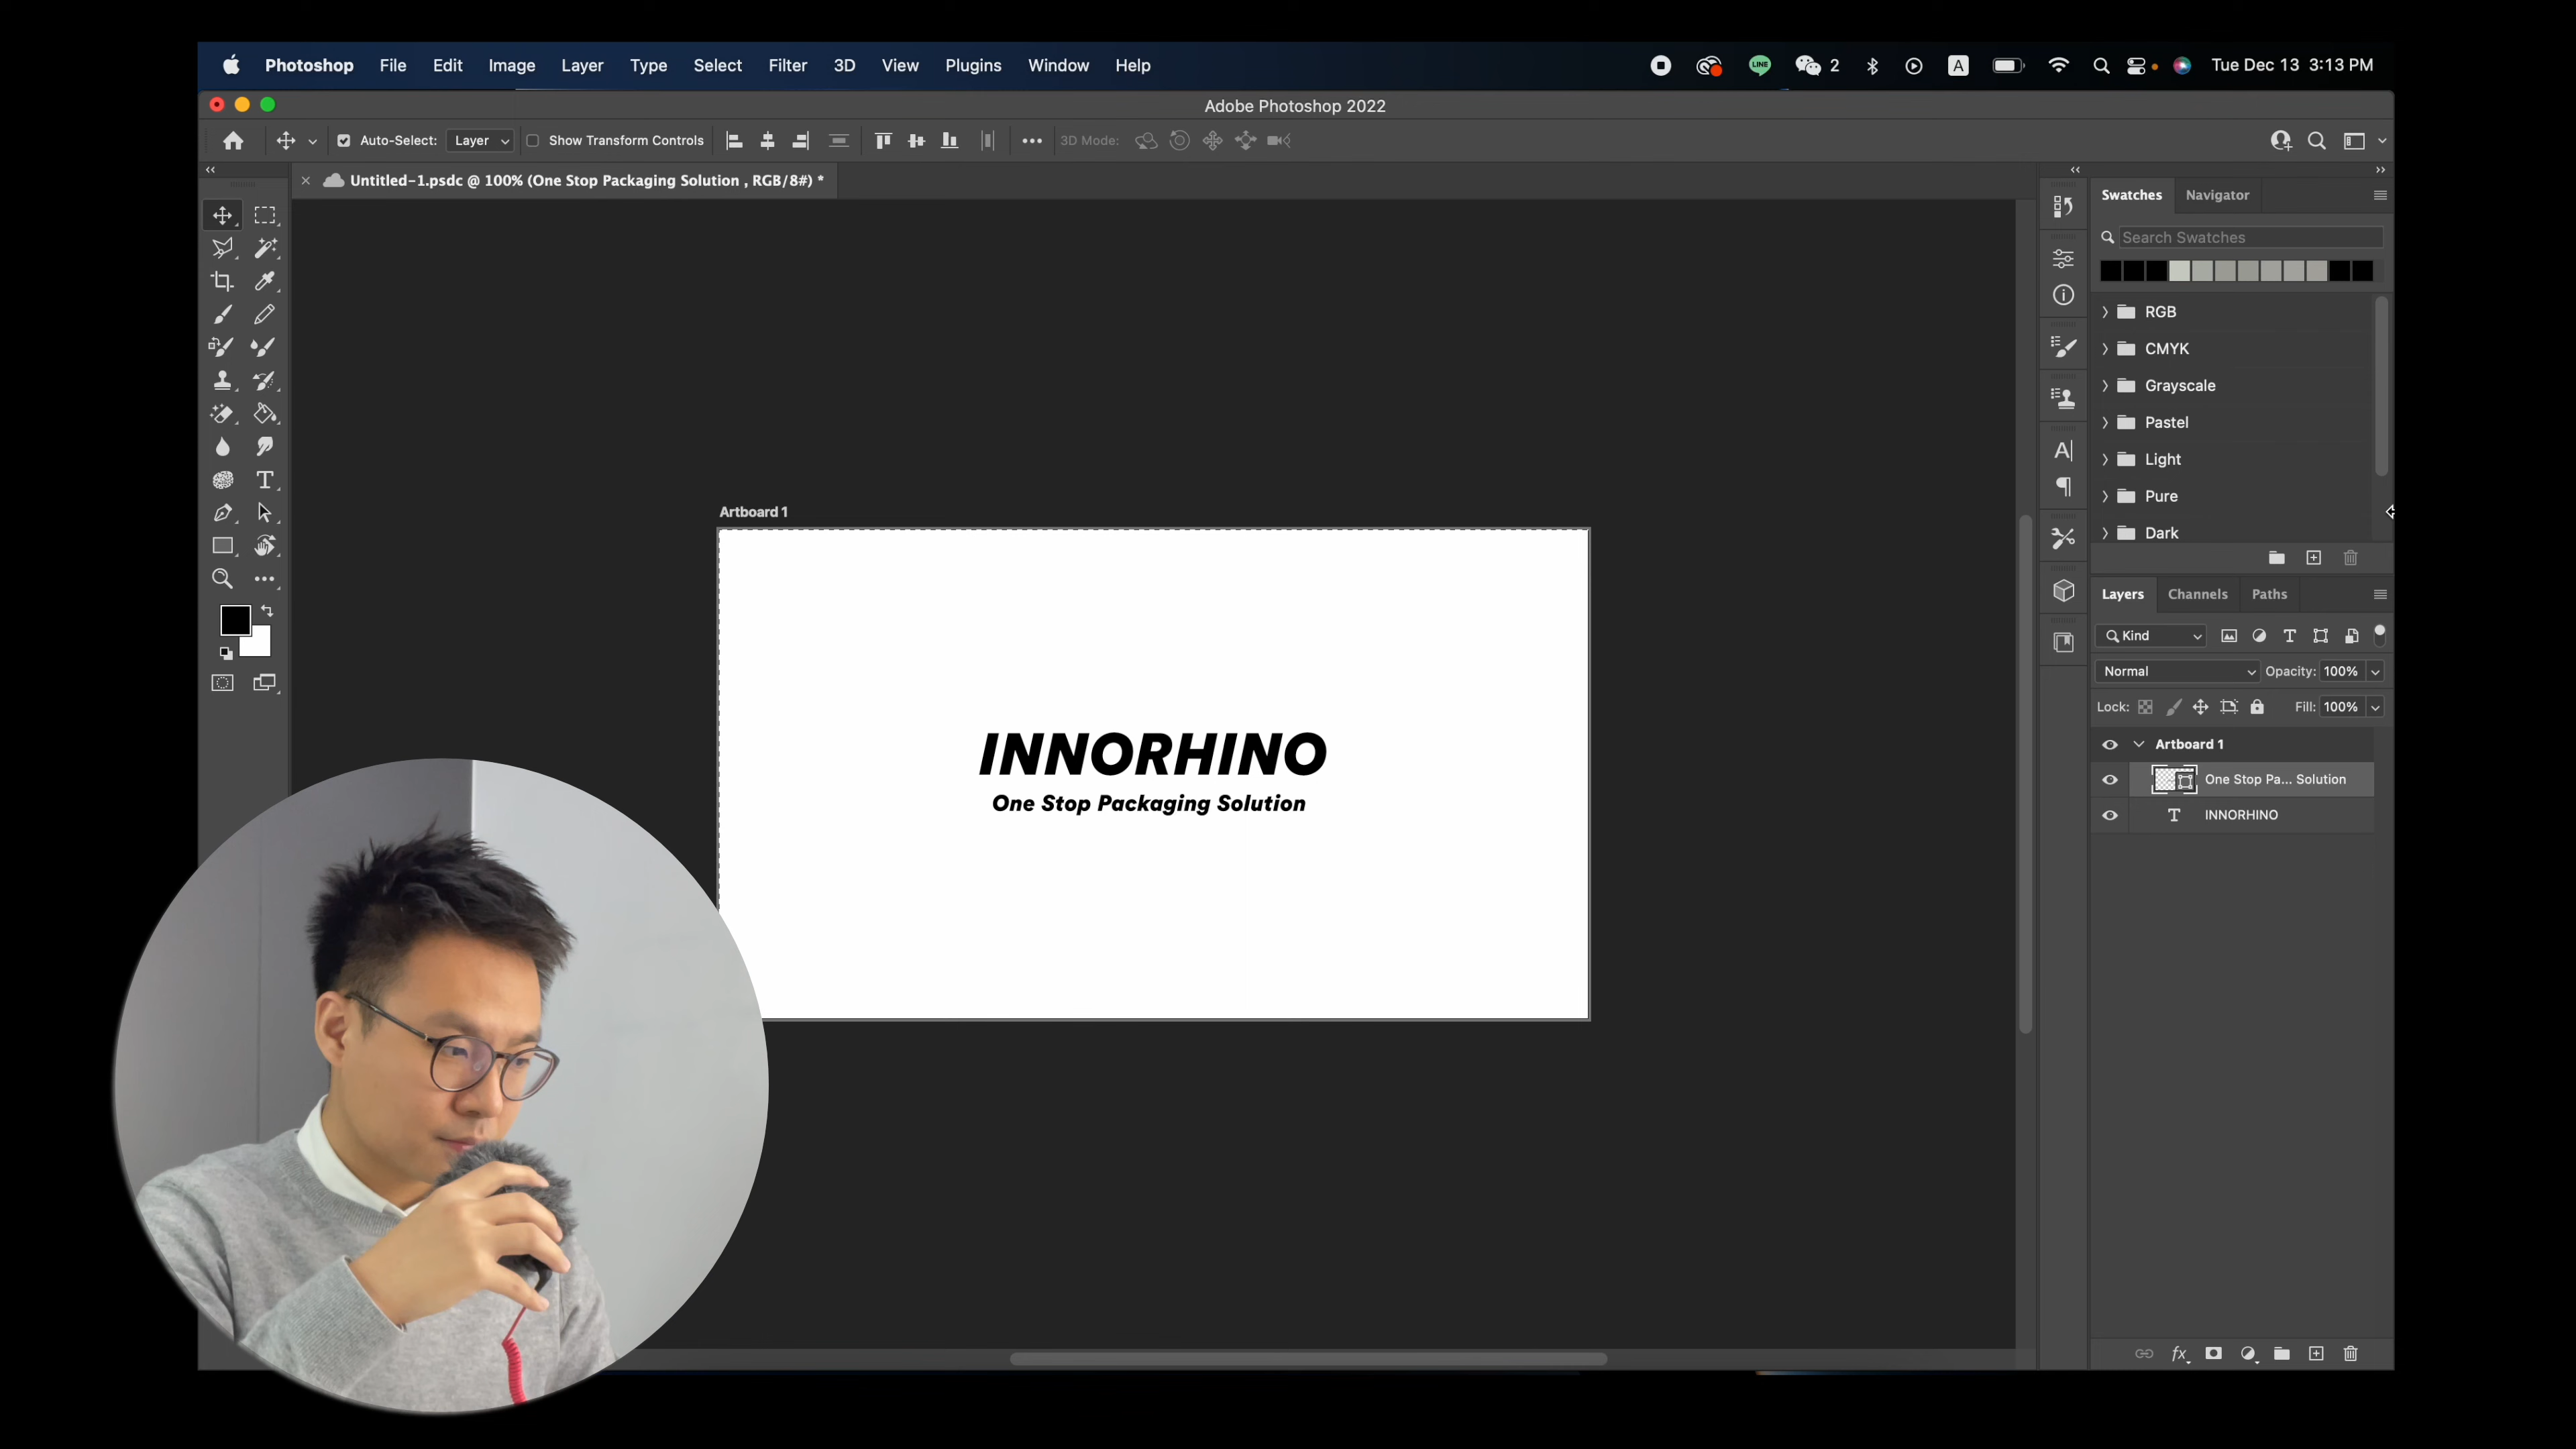 Photoshop File Edit Image Layer Type Select Filter 3D View Plugins Window Help
LINE 2 A Tue Dec 13 3:13 PM
Adobe Photoshop 2022
Auto-Select: Layer Show Transform Controls 3D Mode:
Untitled-1.psdc @ 100% (One Stop Packaging Solution , RGB/8#) *
Swatches Navigator
Search Swatches
RGB
CMYK
Grayscale
Pastel
Light
Pure
Dark
Artboard 1
INNORHINO
One Stop Packaging Solution
Layers Channels Paths
Kind
Normal Opacity: 100%
Lock: Fill: 100%
Artboard 1
One Stop Pa... Solution
INNORHINO